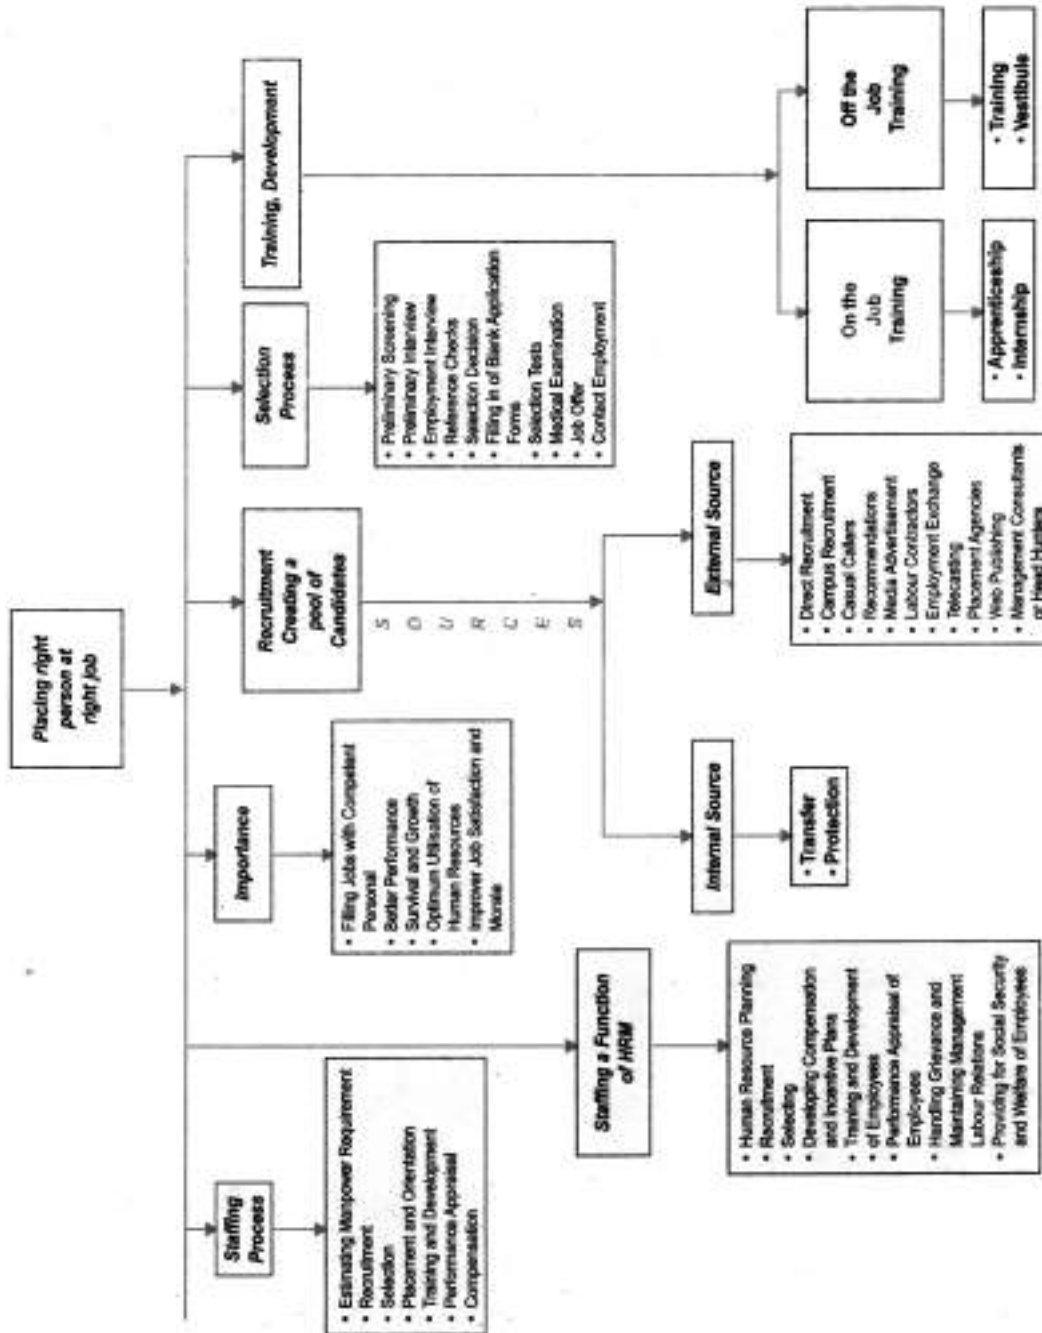 Placing right
person at
right job
Staffing
Process
• Estimating Manpower Requirement
• Recruitment
• Selection
• Placement and Orientation
• Training and Development
• Performance Appraisal
• Compensation
Staffing a Function
of HRM
• Human Resource Planning
• Recruitment
• Selecting
• Developing Compensation
and Incentive Plans
• Training and Development
• of Employees
• Performance Appraisal of
Employees
• Handling Grievance and
Maintaining Management
Labour Relations
• Providing for Social Security
and Welfare of Employees
Importance
• Filling Jobs with Competent
Personal
• Better Performance
• Survival and Growth
• Optimum Utilisation of
Human Resources
• Improver Job Satisfaction and
Morale
Recruitment
Creating a
pool of
Candidates
S O U R C E S
Internal Source
• Transfer
• Protection
External Source
• Direct Recruitment
• Campus Recruitment
• Casual Callers
• Recommendations
• Media Advertisement
• Labour Contractors
• Employment Exchange
• Telecasting
• Placement Agencies
• Web Publishing
• Management Consultants
or Head Hunters
Selection
Process
• Preliminary Screening
• Preliminary Interview
• Employment Interview
• Reference Checks
• Selection Decision
• Filling in of Blank Application
Forms
• Selection Tests
• Medical Examination
• Job Offer
• Contact Employment
Training, Development
On the
Job
Training
• Apprenticeship
• Internship
Off the
Job
Training
• Training
• Vestibule